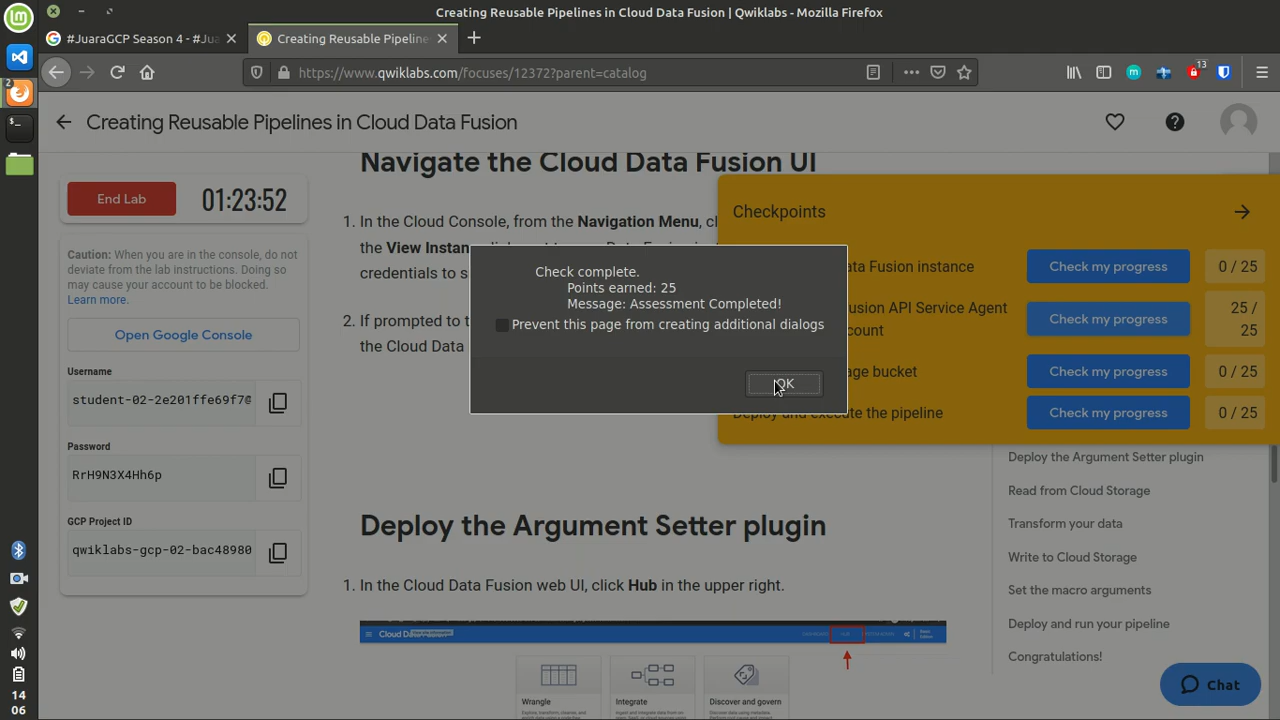 Creating Reusable Pipelines in Cloud Data Fusion | Qwiklabs - Mozilla Firefox
#JuaraGCP Season 4 - #Jua
Creating Reusable Pipeline
https://www.qwiklabs.com/focuses/12372?parent=catalog
13
2
Creating Reusable Pipelines in Cloud Data Fusion
End Lab
01:23:52
Caution: When you are in the console, do not
deviate from the lab instructions. Doing so
may cause your account to be blocked.
Learn more.
Open Google Console
Username
student-02-2e201ffe69f7@
Password
RrH9N3X4Hh6p
GCP Project ID
qwiklabs-gcp-02-bac48980
Navigate the Cloud Data Fusion UI
1. In the Cloud Console, from the Navigation Menu, cl
the View Instan
credentials to s
2. If prompted to t
the Cloud Data
Check complete.
Points earned: 25
Message: Assessment Completed!
Prevent this page from creating additional dialogs
OK
Checkpoints
ata Fusion instance
Check my progress
0 / 25
usion API Service Agent
count
Check my progress
25 /
25
age bucket
Check my progress
0 / 25
Deploy and execute the pipeline
Check my progress
0 / 25
Deploy the Argument Setter plugin
Read from Cloud Storage
Transform your data
Write to Cloud Storage
Set the macro arguments
Deploy and run your pipeline
Congratulations!
Deploy the Argument Setter plugin
1. In the Cloud Data Fusion web UI, click Hub in the upper right.
HUB
Wrangle
Integrate
Discover and govern
Chat
14
06